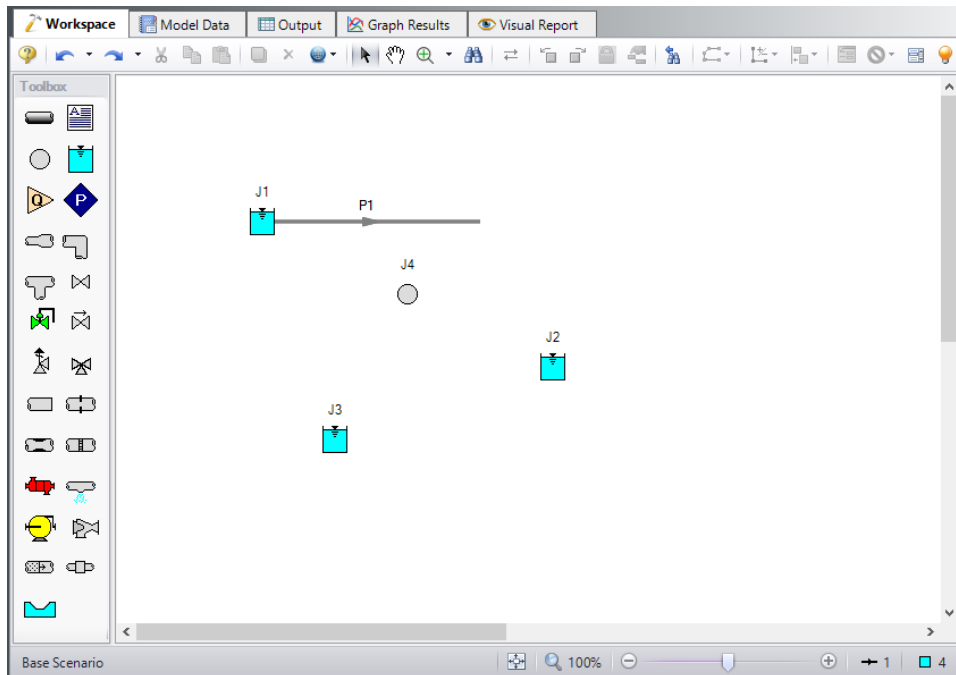 Workspace
Model Data
Output
Graph Results
Visual Report
Toolbox
A
Q
P
J1
P1
J4
J2
J3
Base Scenario
100%
1
4